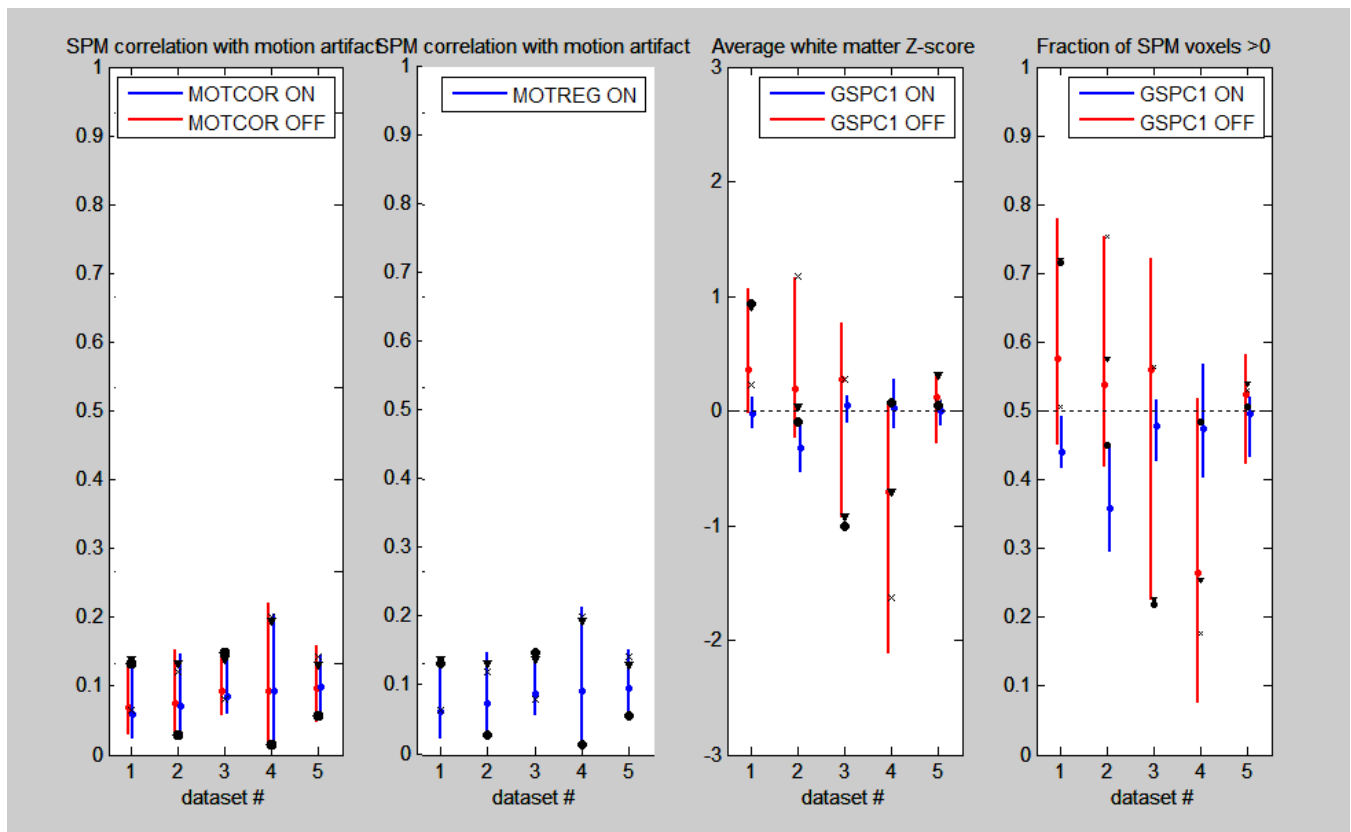 SPM correlation with motion artifact
1
0.9
0.8
0.7
0.6
0.5
0.4
0.3
0.2
0.1
0
MOTCOR ON
MOTCOR OFF
1 2 3 4 5
dataset #
SPM correlation with motion artifact
1
0.9
0.8
0.7
0.6
0.5
0.4
0.3
0.2
0.1
0
MOTREG ON
1 2 3 4 5
dataset #
Average white matter Z-score
3
2
1
0
-1
-2
-3
GSPC1 ON
GSPC1 OFF
1 2 3 4 5
dataset #
Fraction of SPM voxels >0
1
0.9
0.8
0.7
0.6
0.5
0.4
0.3
0.2
0.1
0
GSPC1 ON
GSPC1 OFF
1 2 3 4 5
dataset #